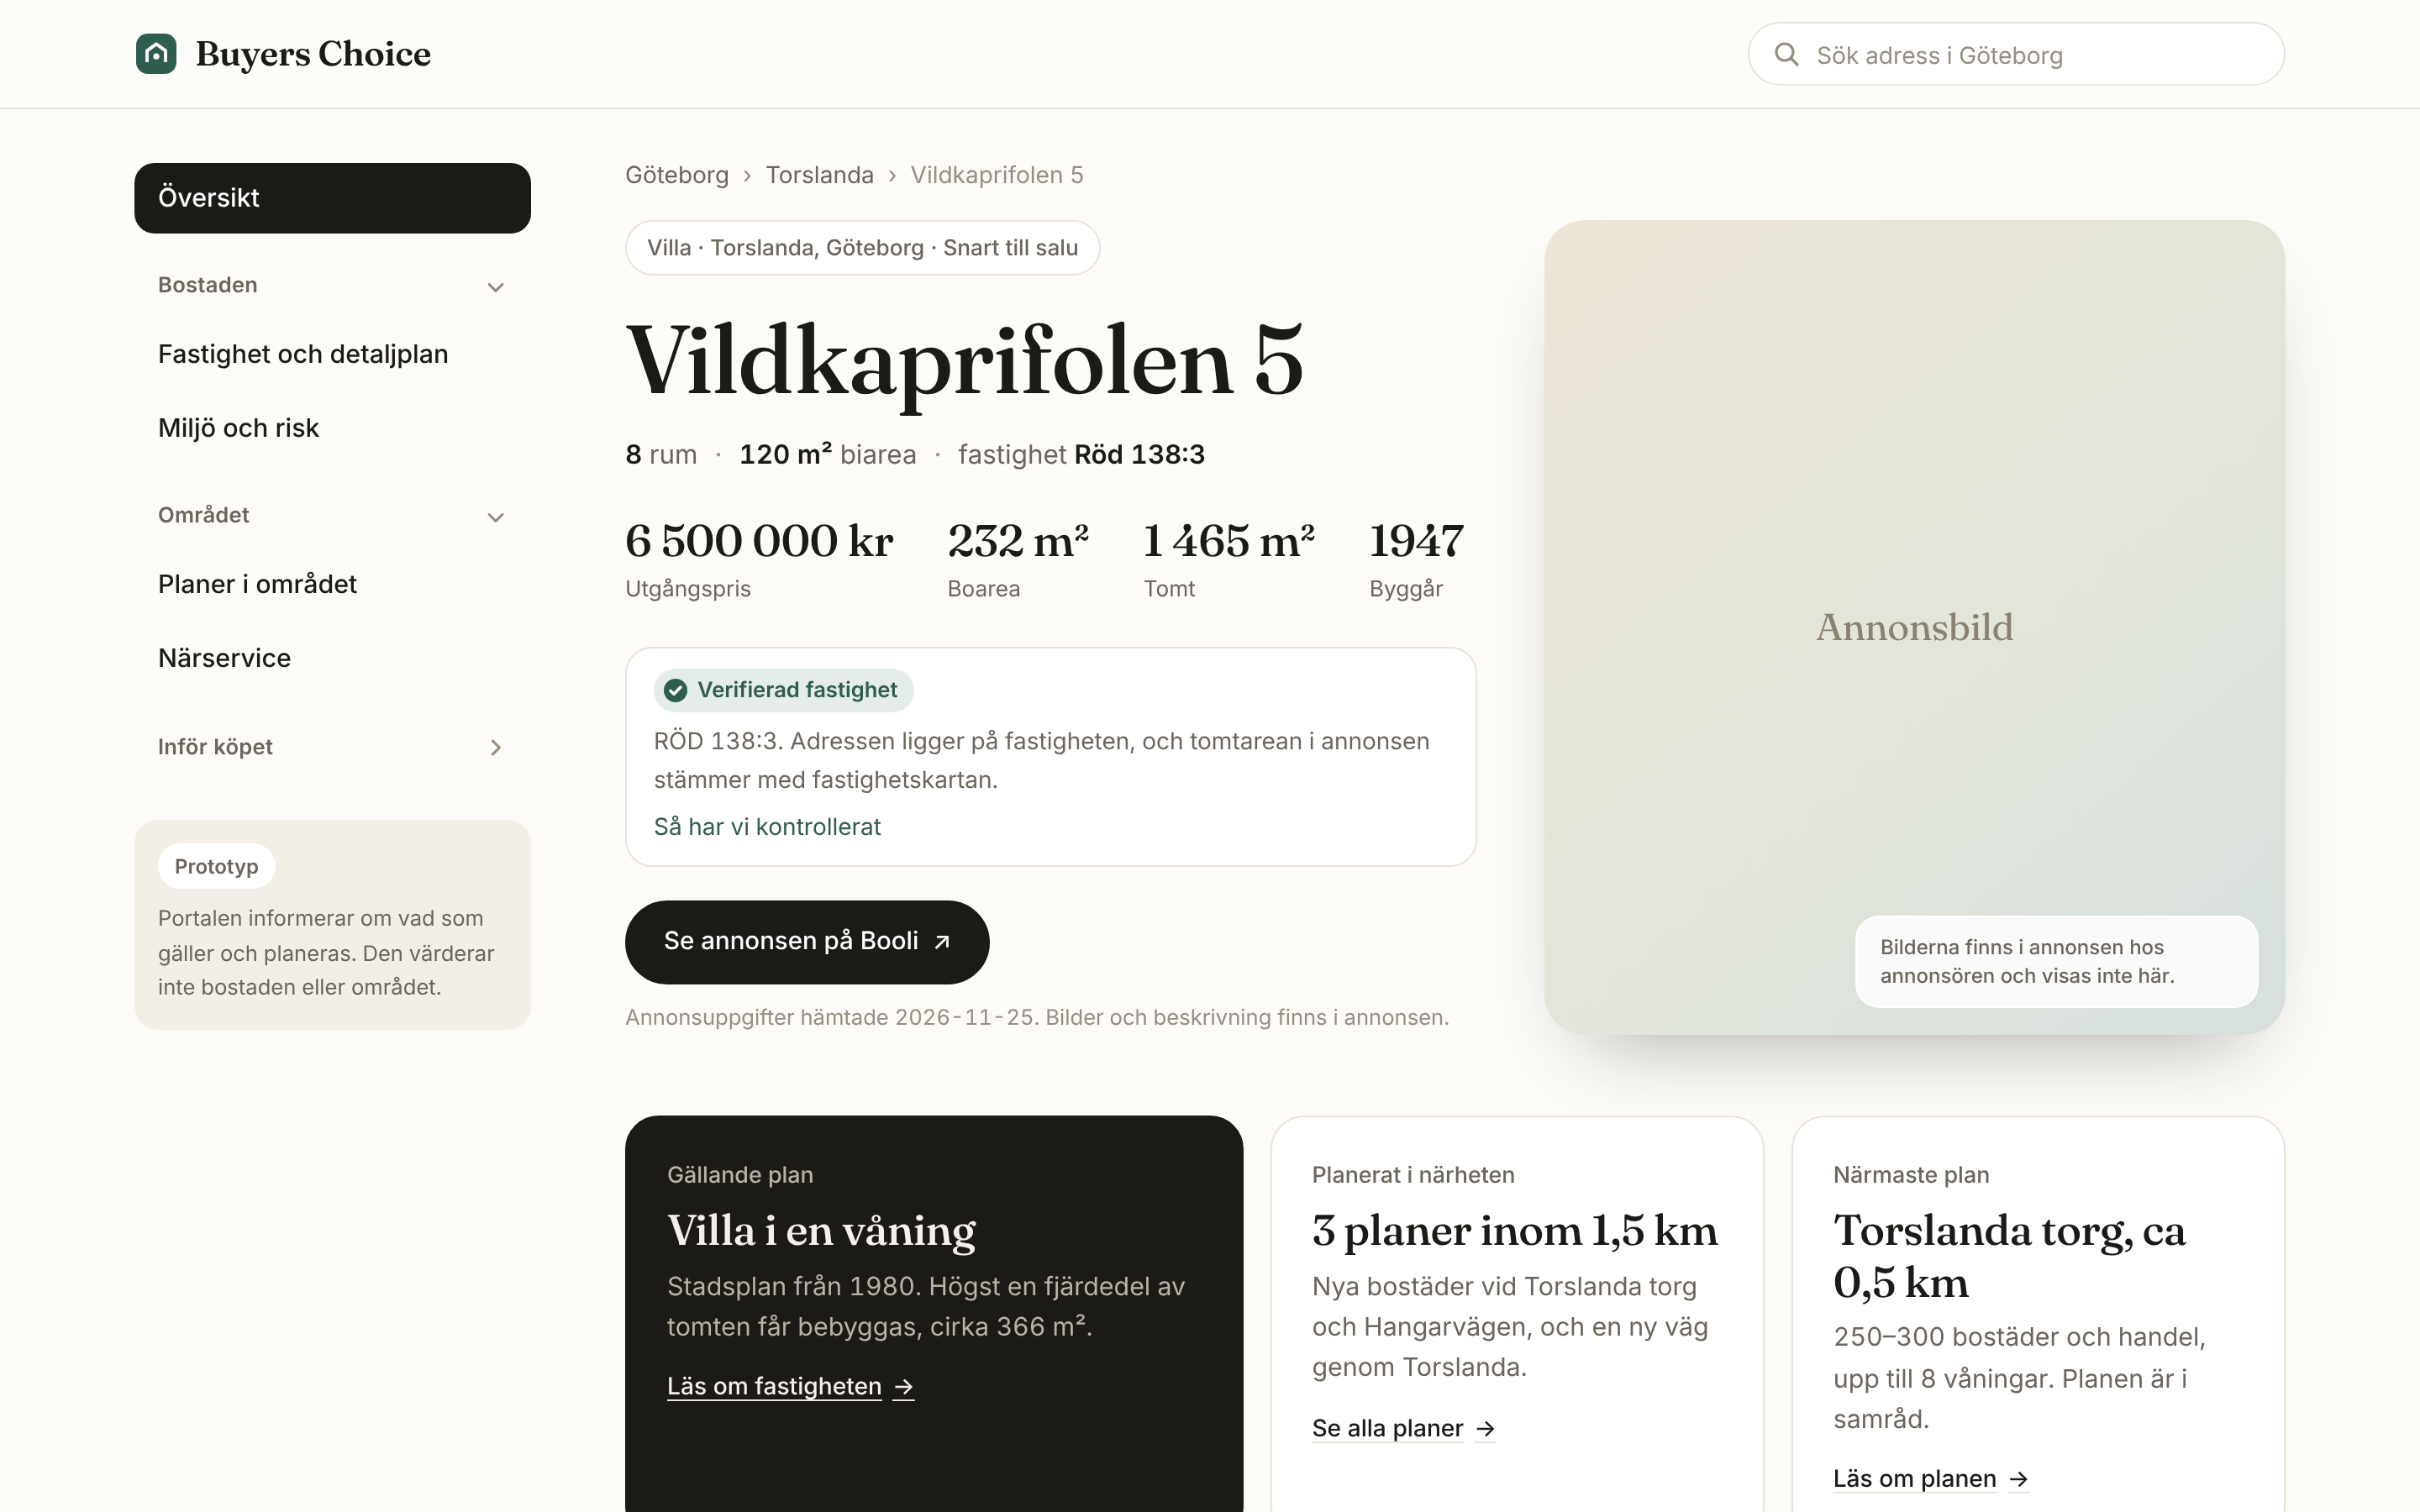 Buyers Choice
Sök adress i Göteborg
Översikt
Bostaden
Fastighet och detaljplan
Miljö och risk
Området
Planer i området
Närservice
Inför köpet
Prototyp
Portalen informerar om vad som
gäller och planeras. Den värderar
inte bostaden eller området.
Göteborg › Torslanda › Vildkaprifolen 5
Villa · Torslanda, Göteborg · Snart till salu
Vildkaprifolen 5
8 rum · 120 m² biarea · fastighet Röd 138:3
6 500 000 kr 232 m² 1 465 m² 1947
Utgångspris Boarea Tomt Byggår
Verifierad fastighet
RÖD 138:3. Adressen ligger på fastigheten, och tomtarean i annonsen
stämmer med fastighetskartan.
Så har vi kontrollerat
Se annonsen på Booli ↗
Annonsuppgifter hämtade 2026-11-25. Bilder och beskrivning finns i annonsen.
Annonsbild
Bilderna finns i annonsen hos
annonsören och visas inte här.
Gällande plan
Villa i en våning
Stadsplan från 1980. Högst en fjärdedel av
tomten får bebyggas, cirka 366 m².
Läs om fastigheten →
Planerat i närheten
3 planer inom 1,5 km
Nya bostäder vid Torslanda torg
och Hangarvägen, och en ny väg
genom Torslanda.
Se alla planer →
Närmaste plan
Torslanda torg, ca
0,5 km
250–300 bostäder och handel,
upp till 8 våningar. Planen är i
samråd.
Läs om planen →